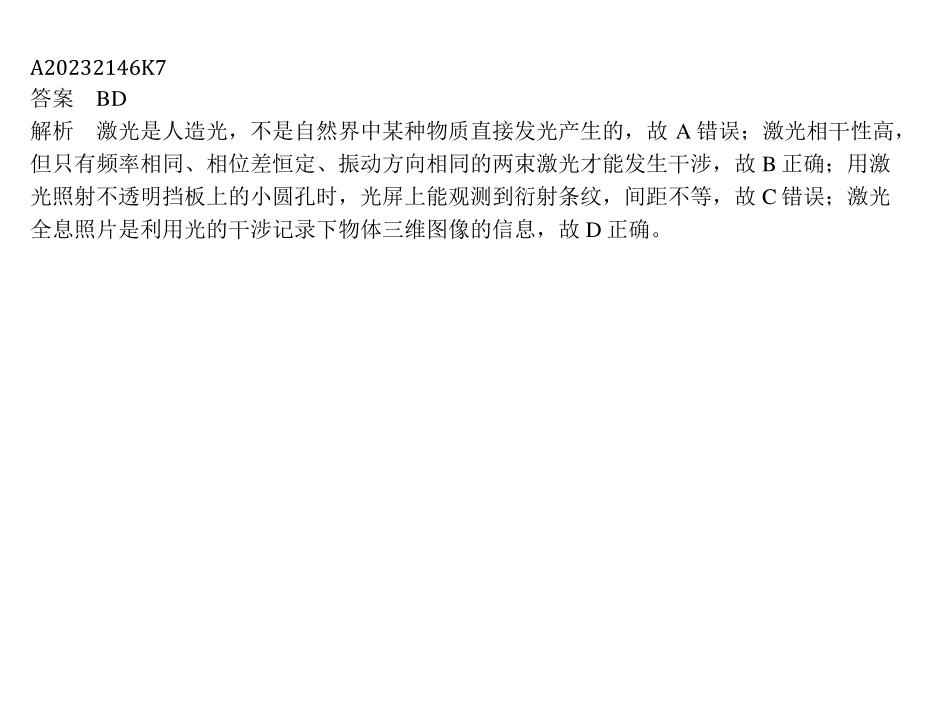 A20232146K7
答案 BD
解析 激光是人造光，不是自然界中某种物质直接发光产生的，故 A 错误；激光相干性高，
但只有频率相同、相位差恒定、振动方向相同的两束激光才能发生干涉，故 B 正确；用激
光照射不透明挡板上的小圆孔时，光屏上能观测到衍射条纹，间距不等，故 C 错误；激光
全息照片是利用光的干涉记录下物体三维图像的信息，故 D 正确。